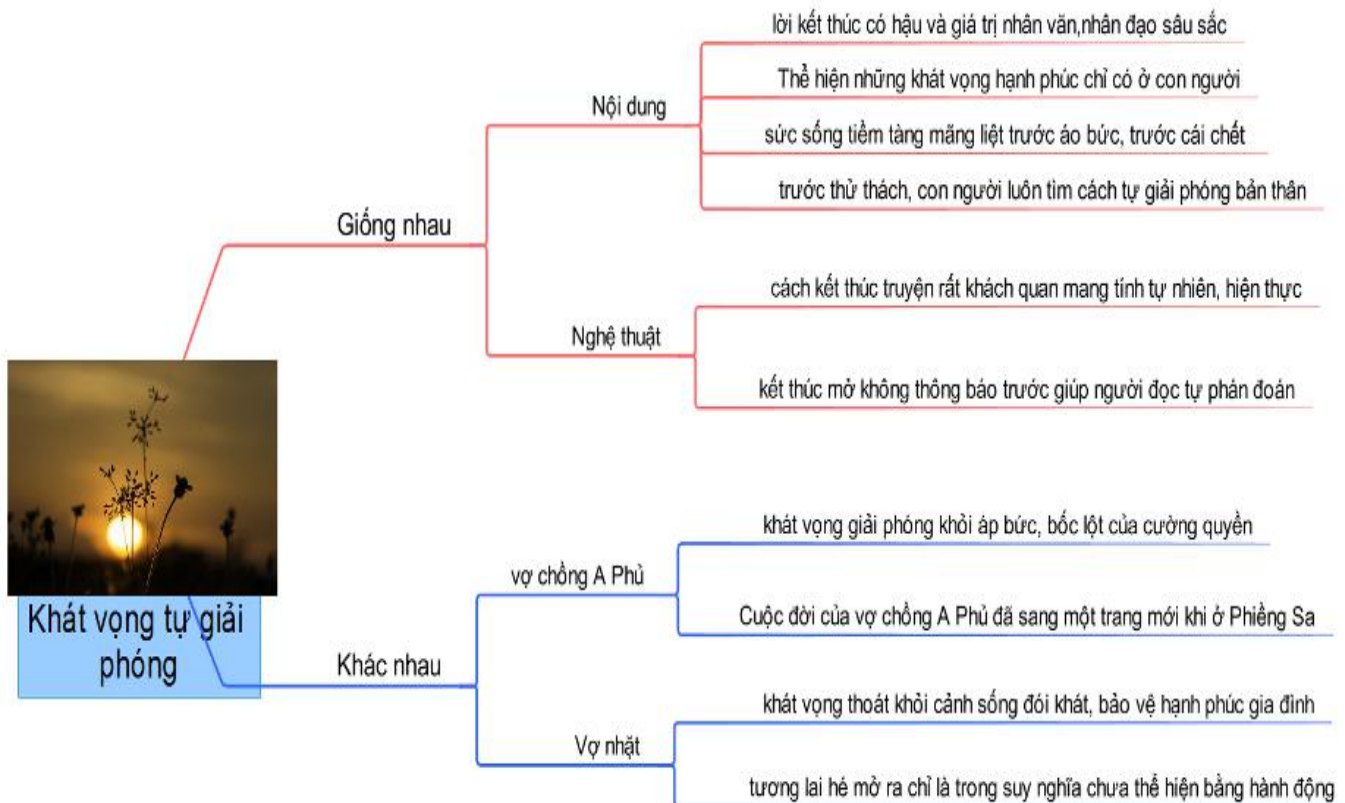 lời kết thúc có hậu và giá trị nhân văn,nhân đạo sâu sắc
Thể hiện những khát vọng hạnh phúc chỉ có ở con người
Nội dung
sức sống tiềm tàng mãng liệt trước áo bức, trước cái chết
trước thử thách, con người luôn tìm cách tự giải phóng bản thân
Giống nhau
cách kết thúc truyện rất khách quan mang tính tự nhiên, hiện thực
Nghệ thuật
kết thúc mở không thông báo trước giúp người đọc tự phán đoán
Khát vọng tự giải
phóng
khát vọng giải phóng khỏi áp bức, bốc lột của cường quyền
vợ chồng A Phủ
Cuộc đời của vợ chồng A Phủ đã sang một trang mới khi ở Phiềng Sa
Khác nhau
khát vọng thoát khỏi cảnh sống đói khát, bảo vệ hạnh phúc gia đình
Vợ nhặt
tương lai hé mở ra chỉ là trong suy nghĩa chưa thể hiện bằng hành động